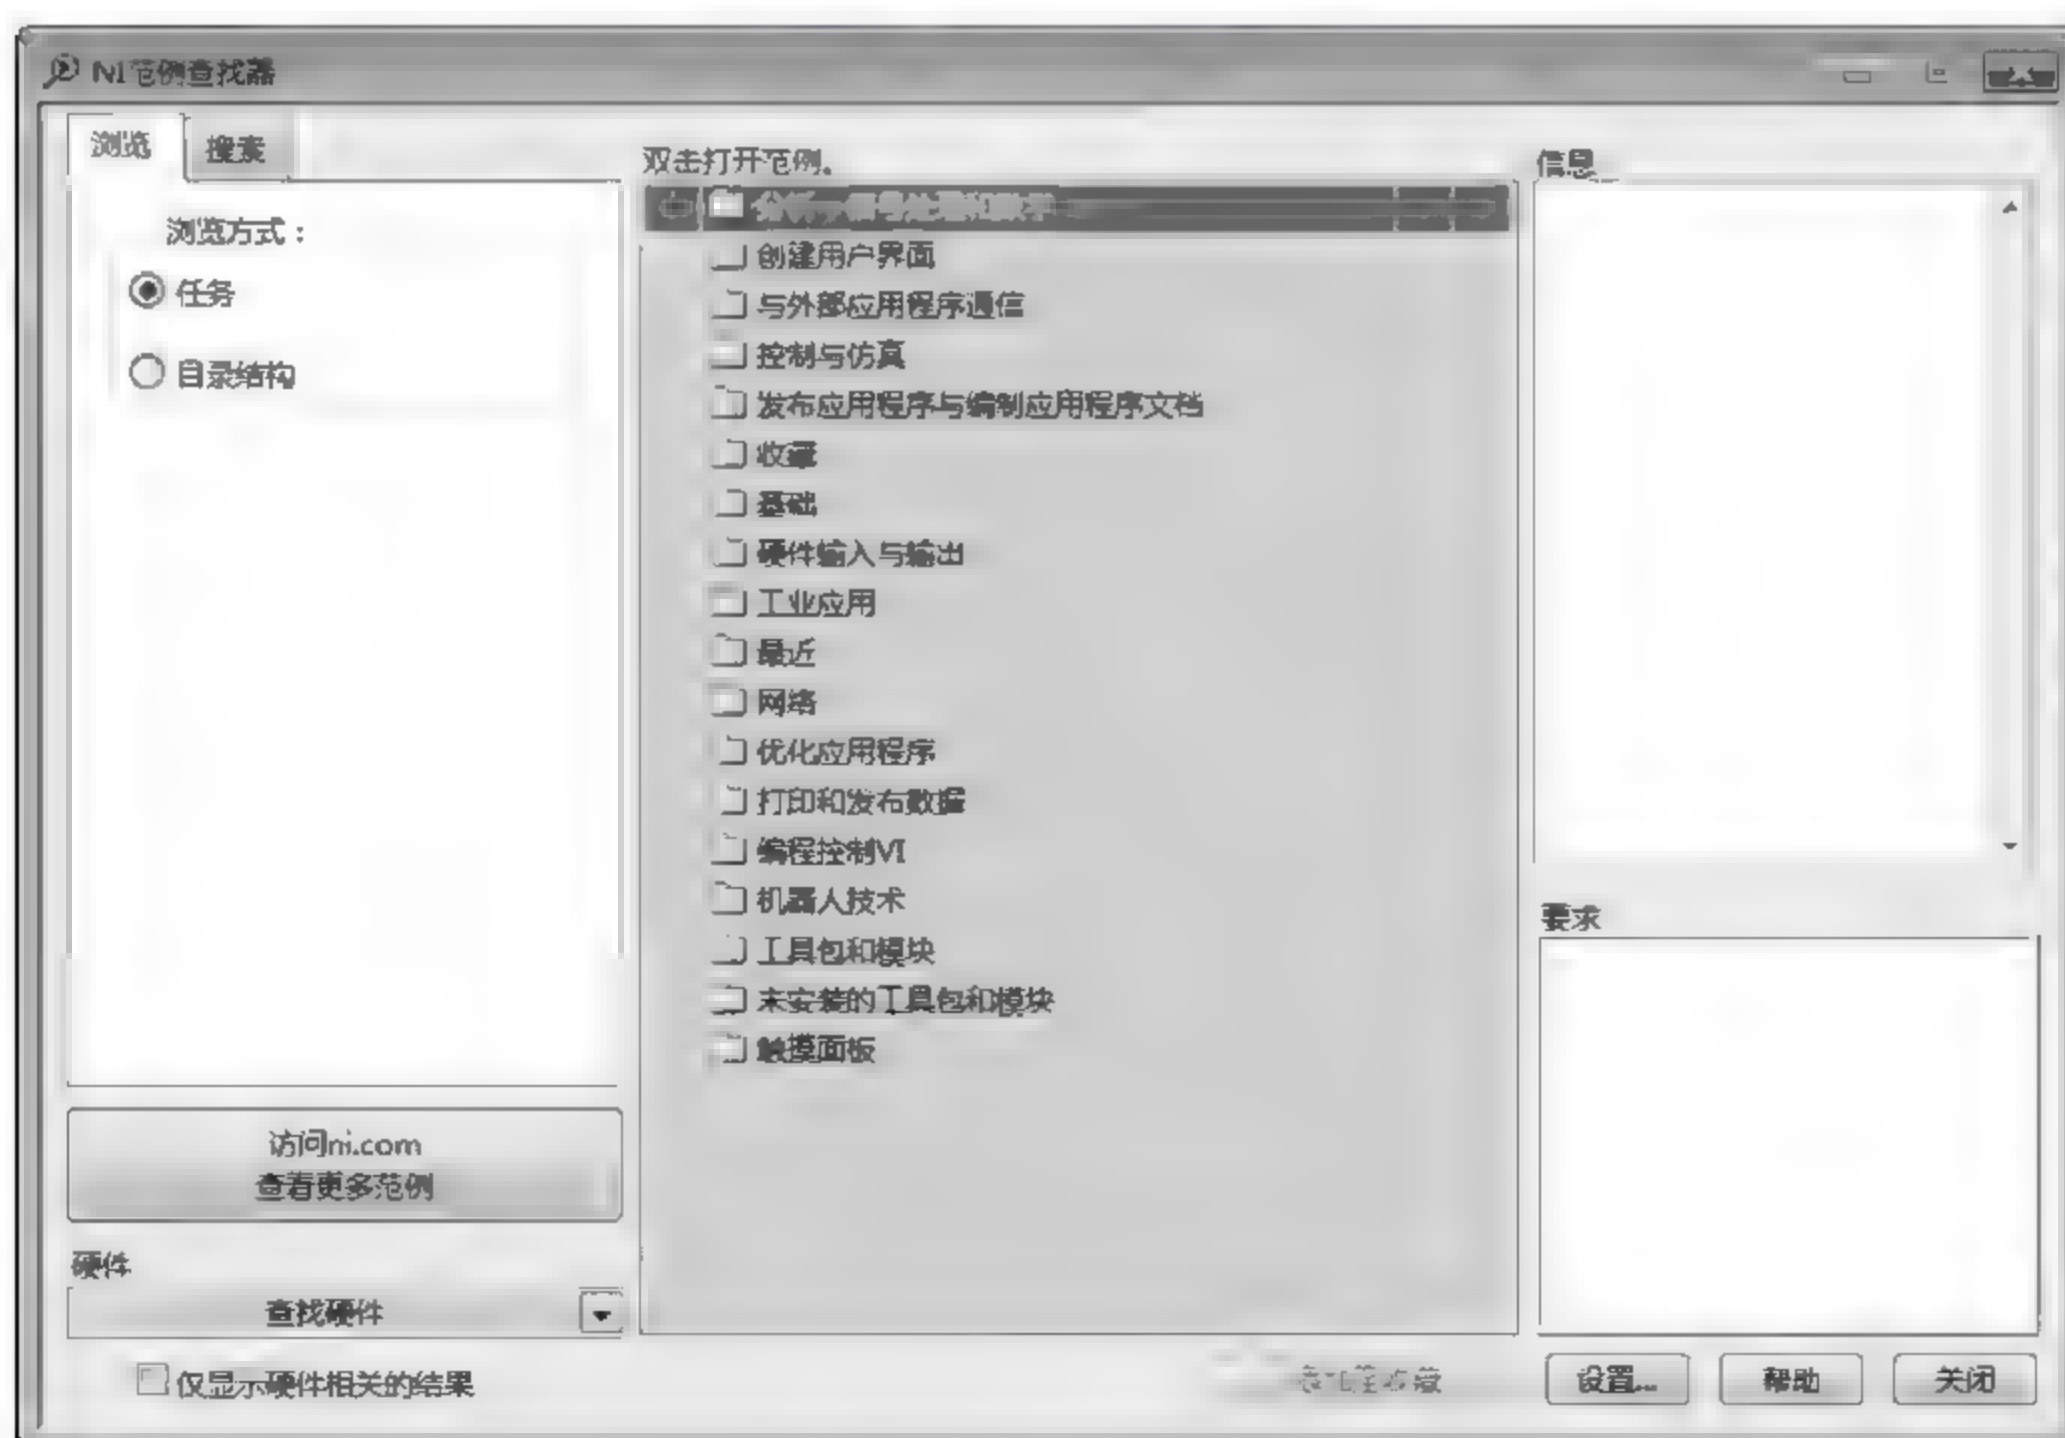 NI范例查找器
浏览
搜索
浏览方式：
任务
目录结构
访问ni.com
查看更多范例
硬件
查找硬件
仅显示硬件相关的结果
双击打开范例。
创建用户界面
与外部应用程序通信
控制与仿真
发布应用程序与编制应用程序文档
收藏
基础
硬件输入与输出
工业应用
最近
网络
优化应用程序
打印和发布数据
编程控制VI
机器人技术
工具包和模块
未安装的工具包和模块
触摸面板
信息
要求
设置...
帮助
关闭